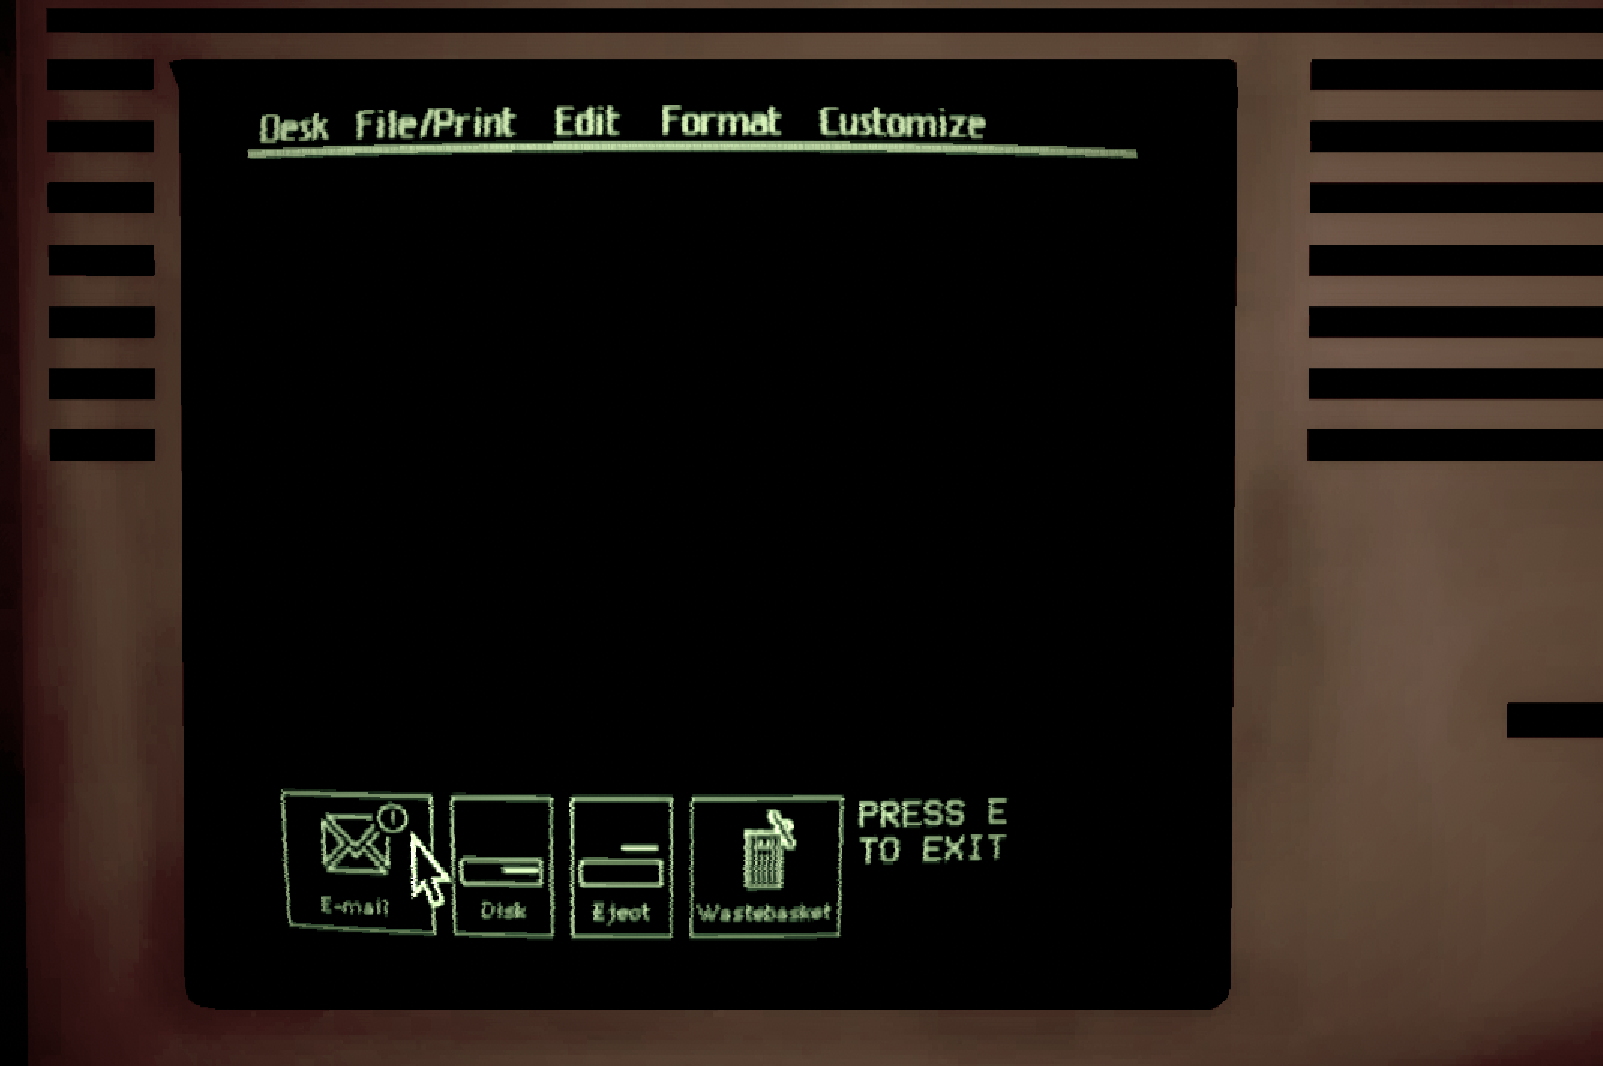 Desk File/Print Edit Format Customize
E-mail Disk Eject Wastebasket
PRESS E
TO EXIT